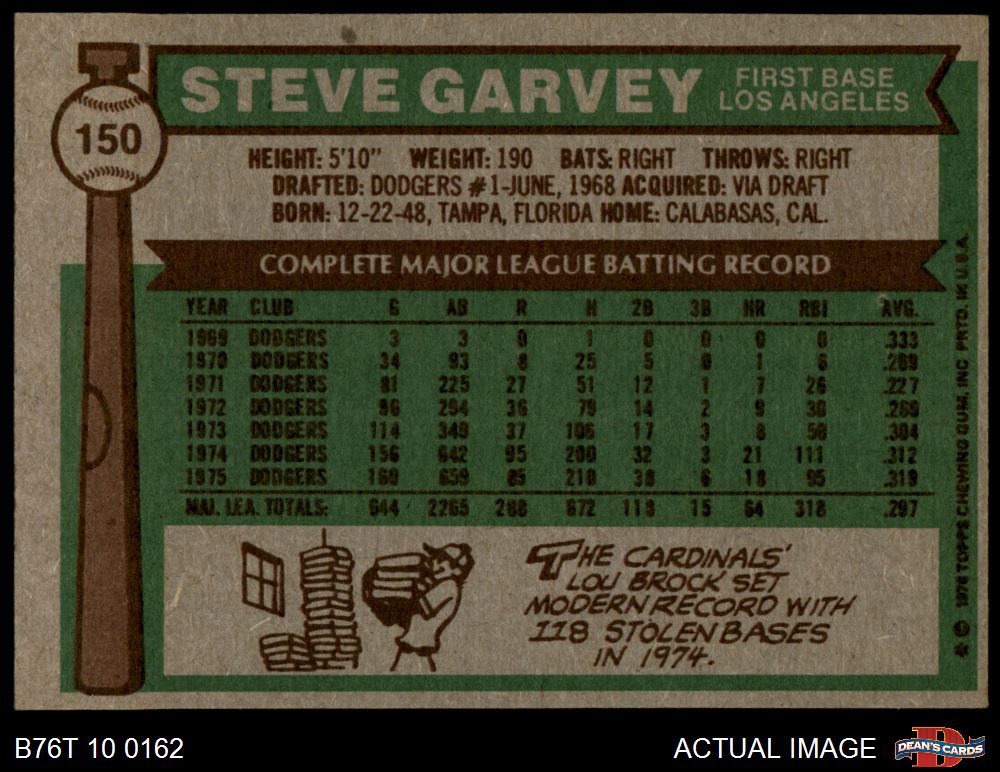 STEVE GARVEY
FIRST BASE
LOS ANGELES
150
HEIGHT: 5'10" WEIGHT: 190 BATS: RIGHT THROWS: RIGHT
DRAFTED: DODGERS #1-JUNE, 1968 ACQUIRED: VIA DRAFT
BORN: 12-22-48, TAMPA, FLORIDA HOME: CALABASAS, CAL.
COMPLETE MAJOR LEAGUE BATTING RECORD
YEAR CLUB G AB R H 2B 3B HR RBI AVG.
1969 DODGERS 3 3 0 1 0 0 0 0 .333
1970 DODGERS 34 93 8 25 5 0 1 6 .269
1971 DODGERS 81 225 27 51 12 1 7 26 .227
1972 DODGERS 96 294 36 79 14 2 9 30 .269
1973 DODGERS 114 349 37 106 17 3 8 50 .304
1974 DODGERS 156 642 95 200 32 3 21 111 .312
1975 DODGERS 160 659 85 210 38 6 18 95 .319
MAJ. LEA. TOTALS: 644 2265 288 672 118 15 64 318 .297
THE CARDINALS'
LOU BROCK SET
MODERN RECORD WITH
118 STOLEN BASES
IN 1974.
* © 1976 TOPPS CHEWING GUM, INC PRTD. IN U.S.A.
B76T 10 0162
ACTUAL IMAGE
D
DEAN'S CARDS